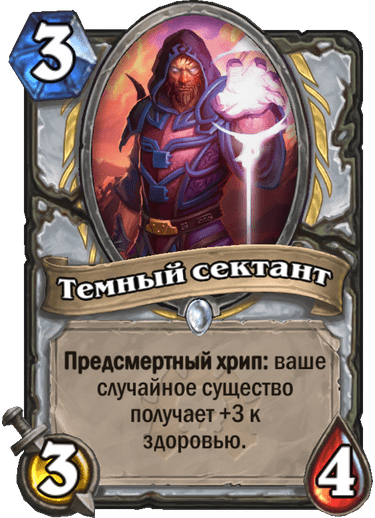 3
Темный сектант
Предсмертный хрип: ваше
случайное существо
получает +3 к
здоровью.
3
4